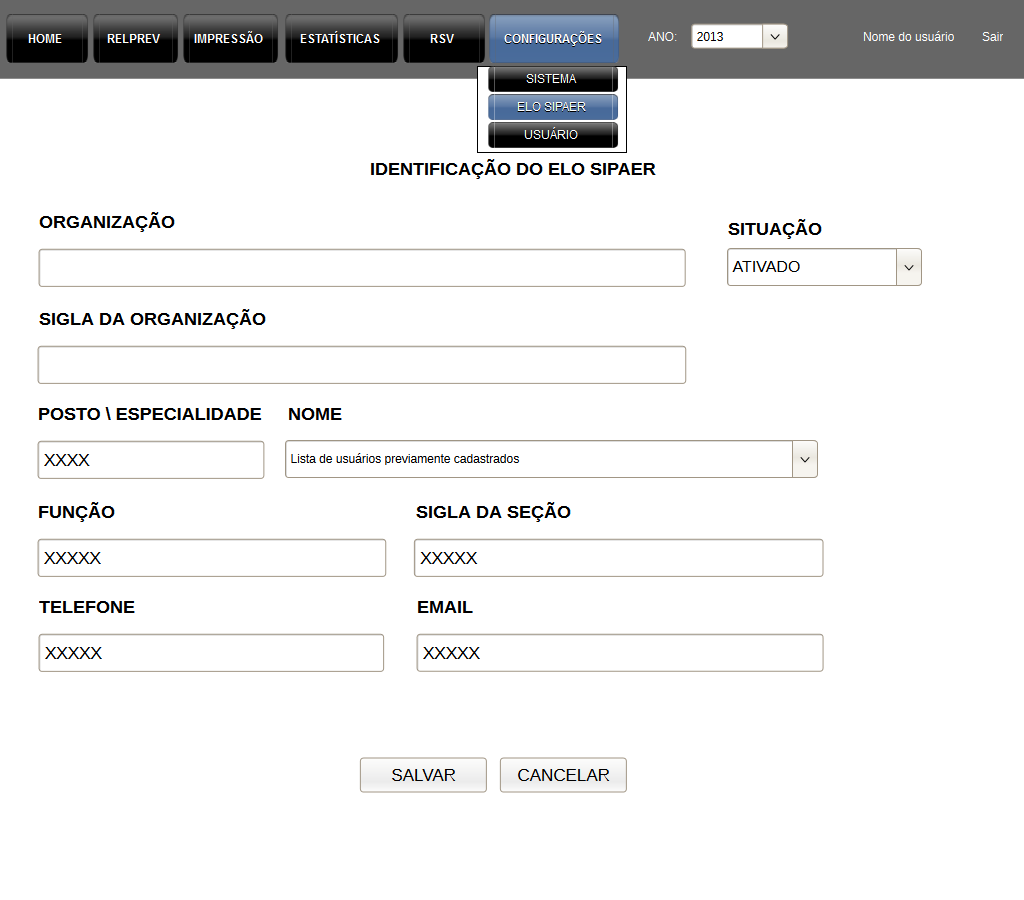 HOME RELPREV IMPRESSÃO ESTATÍSTICAS RSV CONFIGURAÇÕES ANO: 2013 Nome do usuário Sair
SISTEMA
ELO SIPAER
USUÁRIO
IDENTIFICAÇÃO DO ELO SIPAER
ORGANIZAÇÃO SITUAÇÃO
ATIVADO
SIGLA DA ORGANIZAÇÃO
POSTO \ ESPECIALIDADE NOME
XXXX Lista de usuários previamente cadastrados
FUNÇÃO SIGLA DA SEÇÃO
XXXXX XXXXX
TELEFONE EMAIL
XXXXX XXXXX
SALVAR CANCELAR